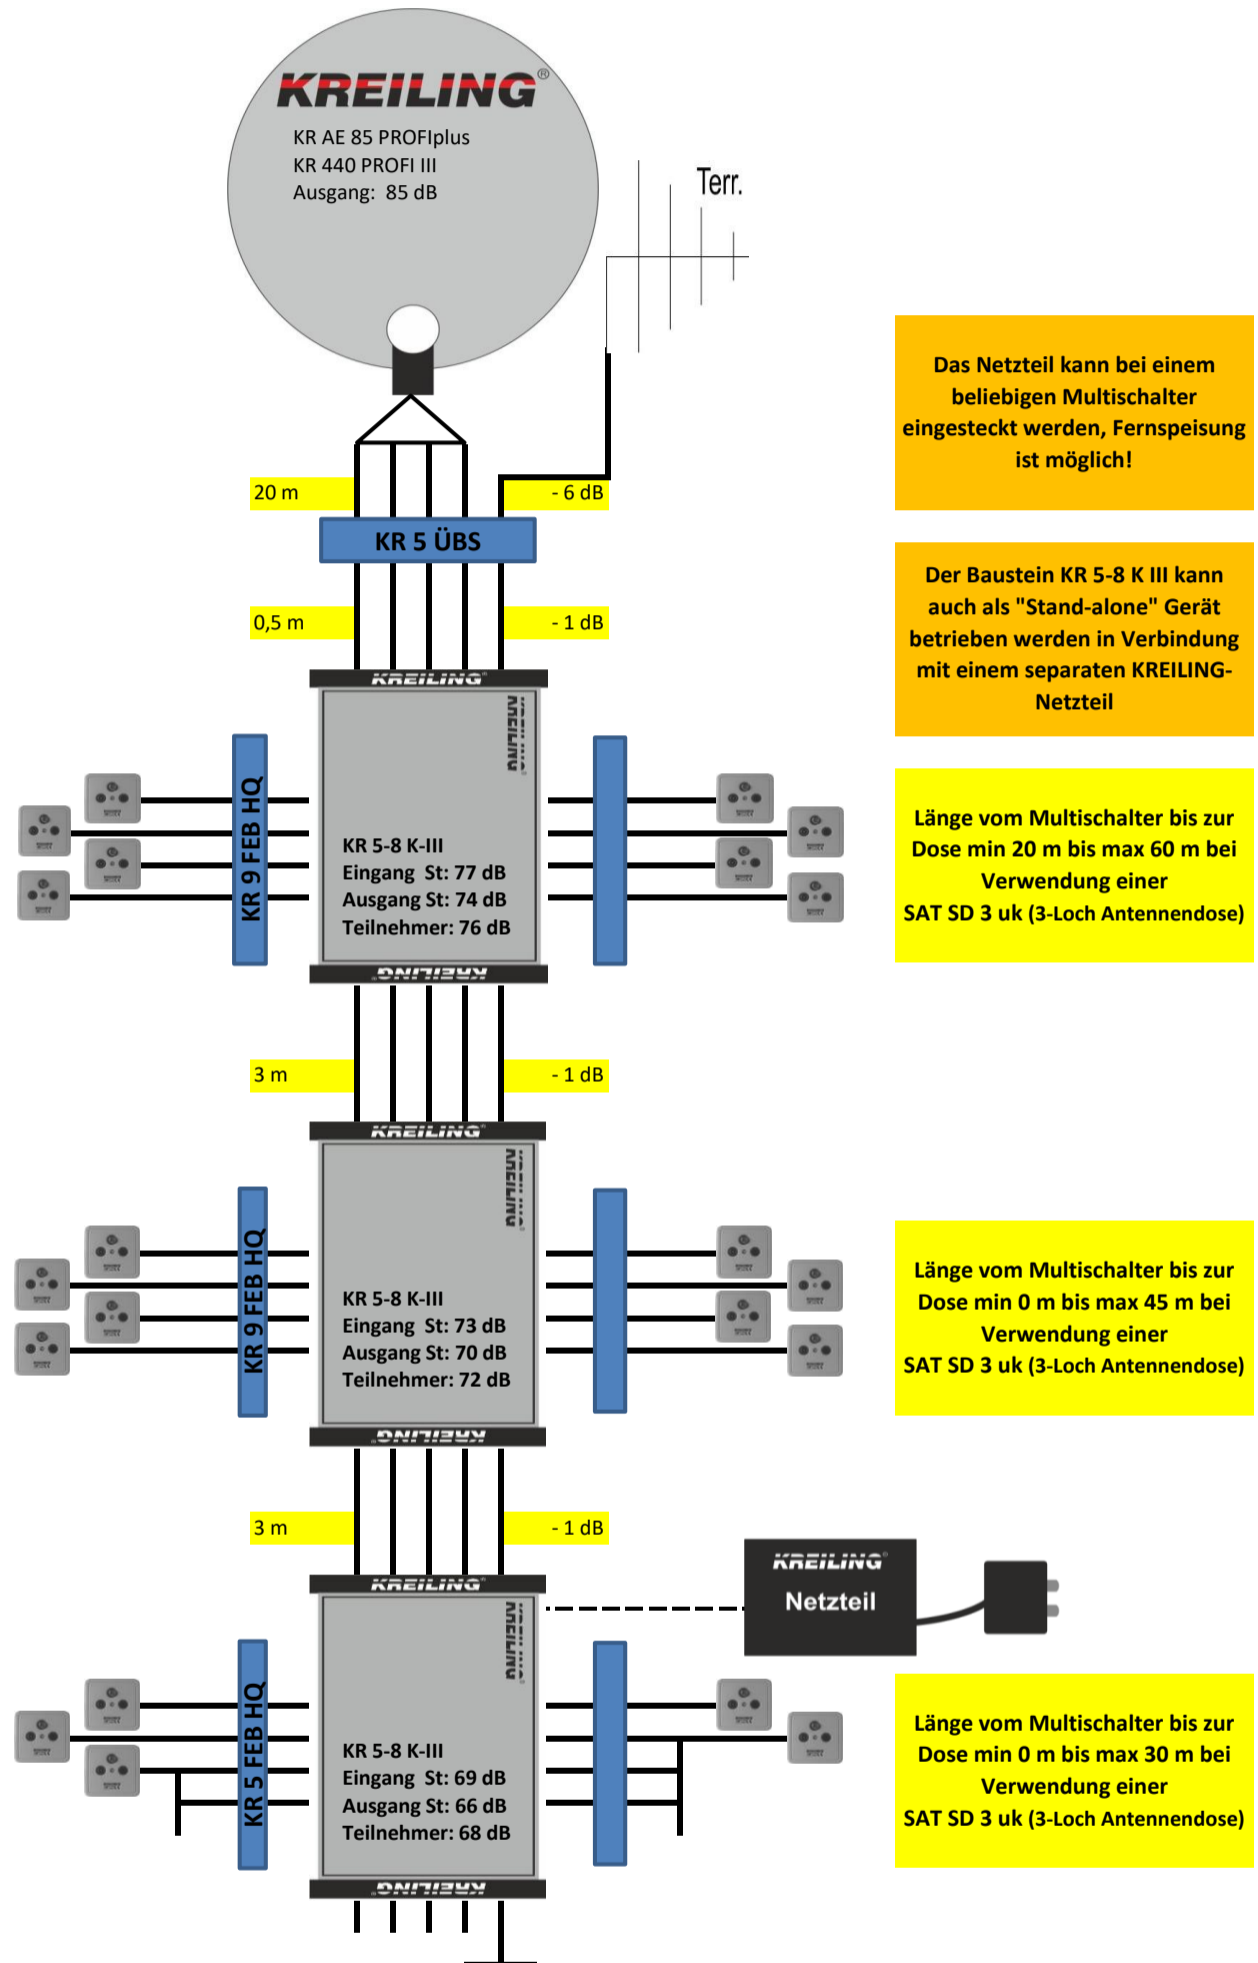 KREILING®
KR AE 85 PROFIplus
KR 440 PROFI III
Ausgang: 85 dB
Terr.
Das Netzteil kann bei einem
beliebigen Multischalter
eingesteckt werden, Fernspeisung
ist möglich!
20 m
- 6 dB
KR 5 ÜBS
Der Baustein KR 5-8 K III kann
auch als "Stand-alone" Gerät
betrieben werden in Verbindung
mit einem separaten KREILING-
Netzteil
0,5 m
- 1 dB
KREILING®
KREILING
KR 9 FEB HQ
KR 5-8 K-III
Eingang St: 77 dB
Ausgang St: 74 dB
Teilnehmer: 76 dB
KREILING®
Länge vom Multischalter bis zur
Dose min 20 m bis max 60 m bei
Verwendung einer
SAT SD 3 uk (3-Loch Antennendose)
3 m
- 1 dB
KREILING®
KREILING
KR 9 FEB HQ
KR 5-8 K-III
Eingang St: 73 dB
Ausgang St: 70 dB
Teilnehmer: 72 dB
KREILING®
Länge vom Multischalter bis zur
Dose min 0 m bis max 45 m bei
Verwendung einer
SAT SD 3 uk (3-Loch Antennendose)
3 m
- 1 dB
KREILING®
Netzteil
KREILING®
KREILING
KR 5 FEB HQ
KR 5-8 K-III
Eingang St: 69 dB
Ausgang St: 66 dB
Teilnehmer: 68 dB
KREILING®
Länge vom Multischalter bis zur
Dose min 0 m bis max 30 m bei
Verwendung einer
SAT SD 3 uk (3-Loch Antennendose)